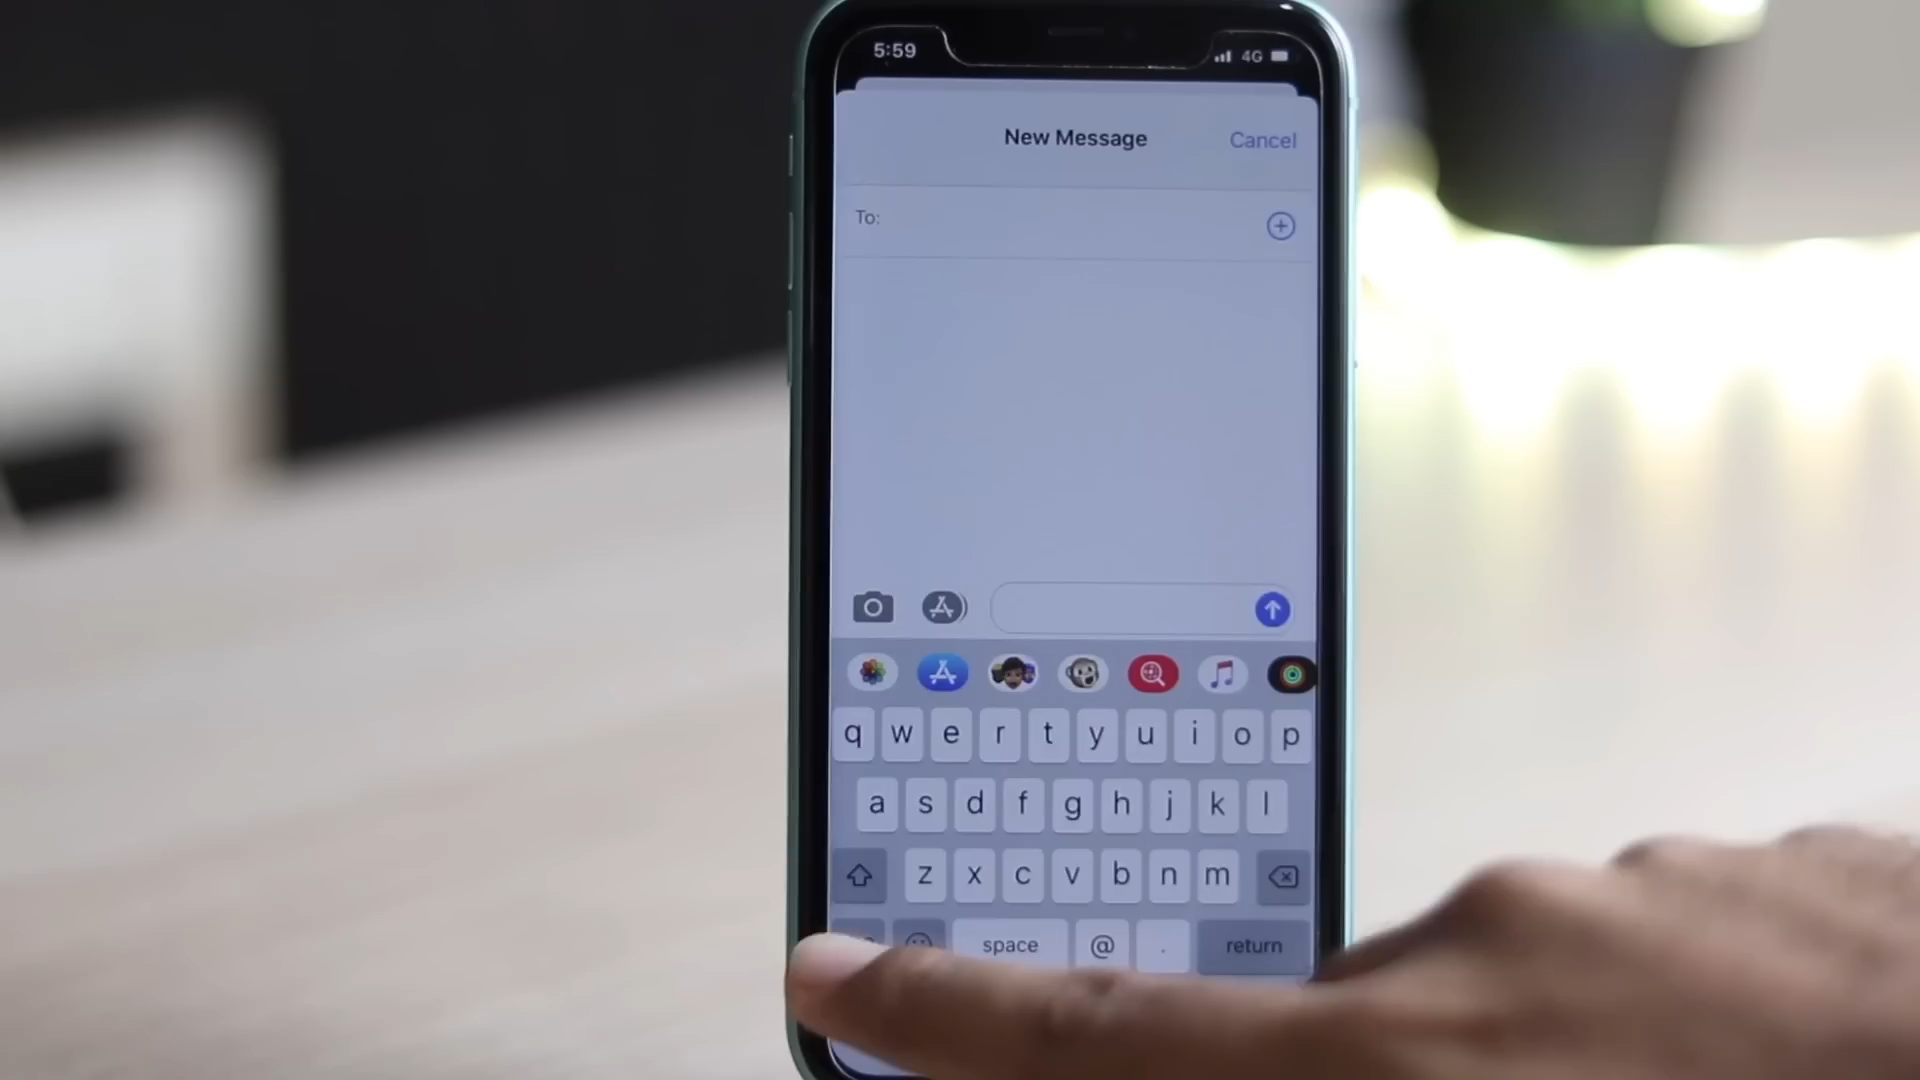 5:59 4G
New Message Cancel
To:
q w e r t y u i o p
a s d f g h j k l
z x c v b n m
space @ . return